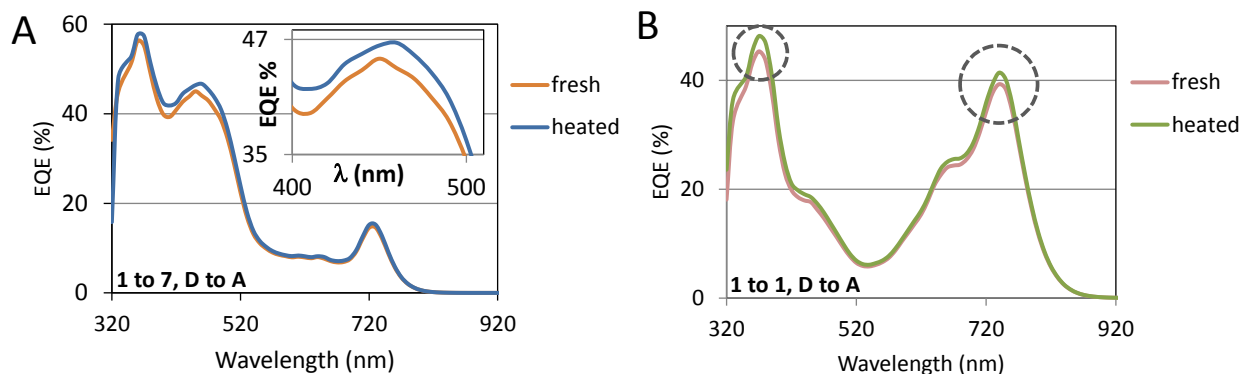 A
60
40
20
0
EQE (%)
320
520
720
920
Wavelength (nm)
1 to 7, D to A
47
35
EQE %
400
500
λ (nm)
fresh
heated
B
40
20
0
EQE (%)
320
520
720
920
Wavelength (nm)
1 to 1, D to A
fresh
heated